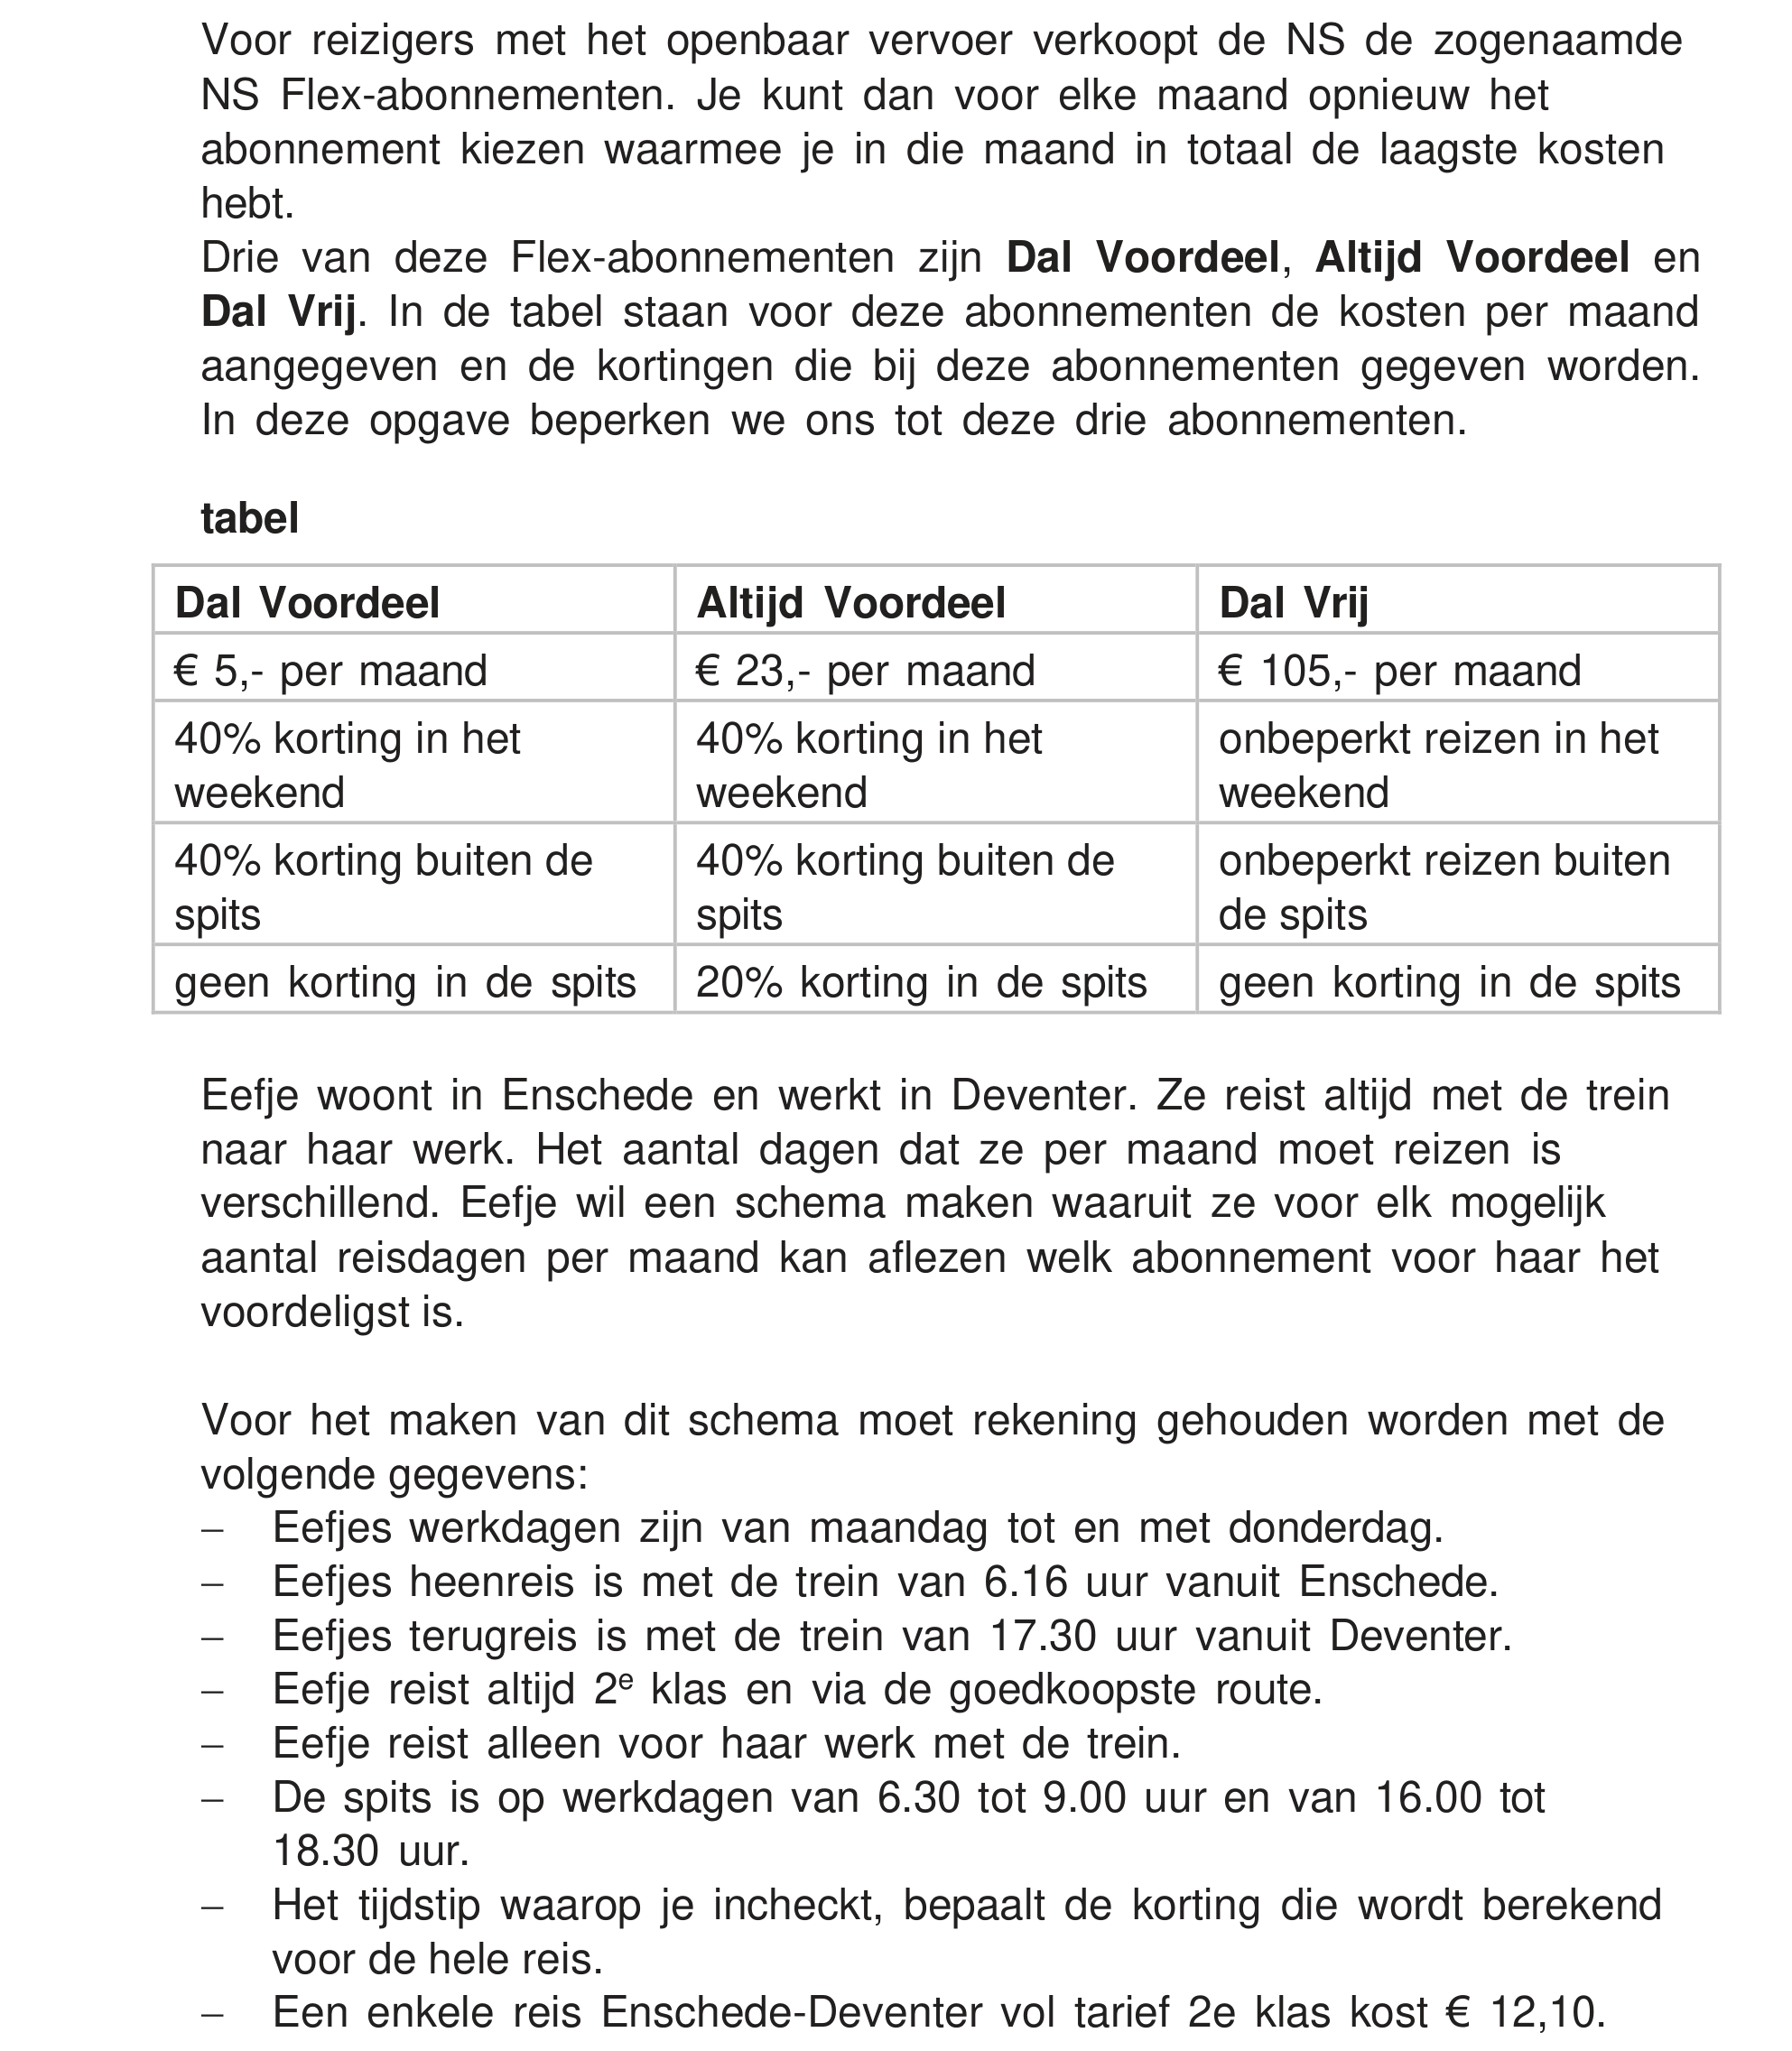 Voor reizigers met het openbaar vervoer verkoopt de NS de zogenaamde
NS Flex-abonnementen. Je kunt dan voor elke maand opnieuw het
abonnement kiezen waarmee je in die maand in totaal de laagste kosten
hebt.
Drie van deze Flex-abonnementen zijn Dal Voordeel, Altijd Voordeel en
Dal Vrij. In de tabel staan voor deze abonnementen de kosten per maand
aangegeven en de kortingen die bij deze abonnementen gegeven worden.
In deze opgave beperken we ons tot deze drie abonnementen.
tabel
Dal Voordeel Altijd Voordeel Dal Vrij
€ 5,- per maand € 23,- per maand € 105,- per maand
40% korting in het 40% korting in het onbeperkt reizen in het
weekend weekend weekend
40% korting buiten de 40% korting buiten de onbeperkt reizen buiten
spits spits de spits
geen korting in de spits 20% korting in de spits geen korting in de spits
Eefje woont in Enschede en werkt in Deventer. Ze reist altijd met de trein
naar haar werk. Het aantal dagen dat ze per maand moet reizen is
verschillend. Eefje wil een schema maken waaruit ze voor elk mogelijk
aantal reisdagen per maand kan aflezen welk abonnement voor haar het
voordeligst is.
Voor het maken van dit schema moet rekening gehouden worden met de
volgende gegevens:
– Eefjes werkdagen zijn van maandag tot en met donderdag.
– Eefjes heenreis is met de trein van 6.16 uur vanuit Enschede.
– Eefjes terugreis is met de trein van 17.30 uur vanuit Deventer.
– Eefje reist altijd 2e klas en via de goedkoopste route.
– Eefje reist alleen voor haar werk met de trein.
– De spits is op werkdagen van 6.30 tot 9.00 uur en van 16.00 tot
18.30 uur.
– Het tijdstip waarop je incheckt, bepaalt de korting die wordt berekend
voor de hele reis.
– Een enkele reis Enschede-Deventer vol tarief 2e klas kost € 12,10.